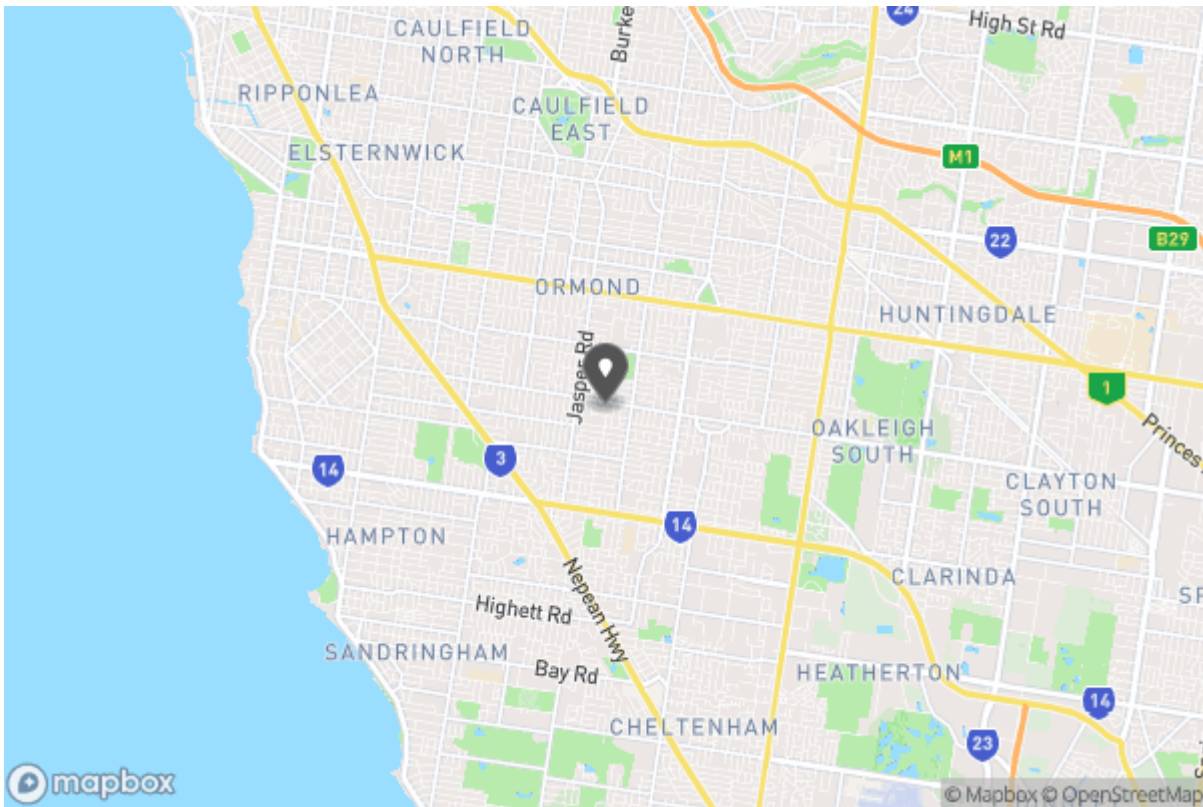 CAULFIELD
NORTH
Burke
24
High St Rd
RIPPONLEA
CAULFIELD
EAST
ELSTERNWICK
M1
22
B29
ORMOND
HUNTINGDALE
Jasper Rd
1
OAKLEIGH
SOUTH
Princes
3
14
CLAYTON
SOUTH
14
HAMPTON
CLARINDA
Nepean Hwy
Highett Rd
SANDRINGHAM
Bay Rd
HEATHERTON
14
CHELTENHAM
23
mapbox
© Mapbox © OpenStreetMap